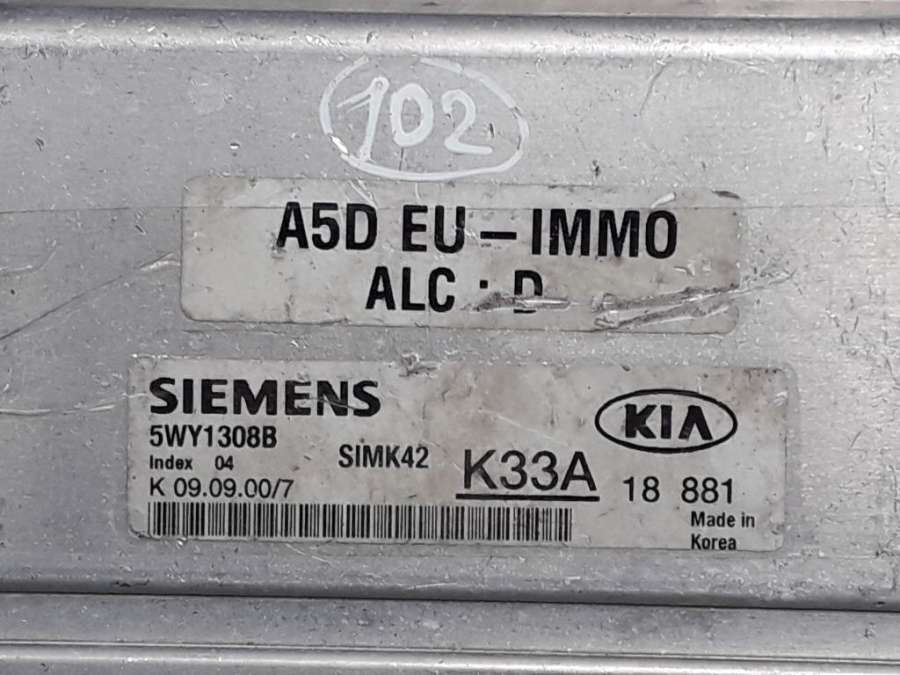 102
A5D EU – IMMO
ALC : D
SIEMENS
KIA
5WY1308B
Index 04
SIMK42
K33A
18 881
K 09.09.00/7
Made in
Korea